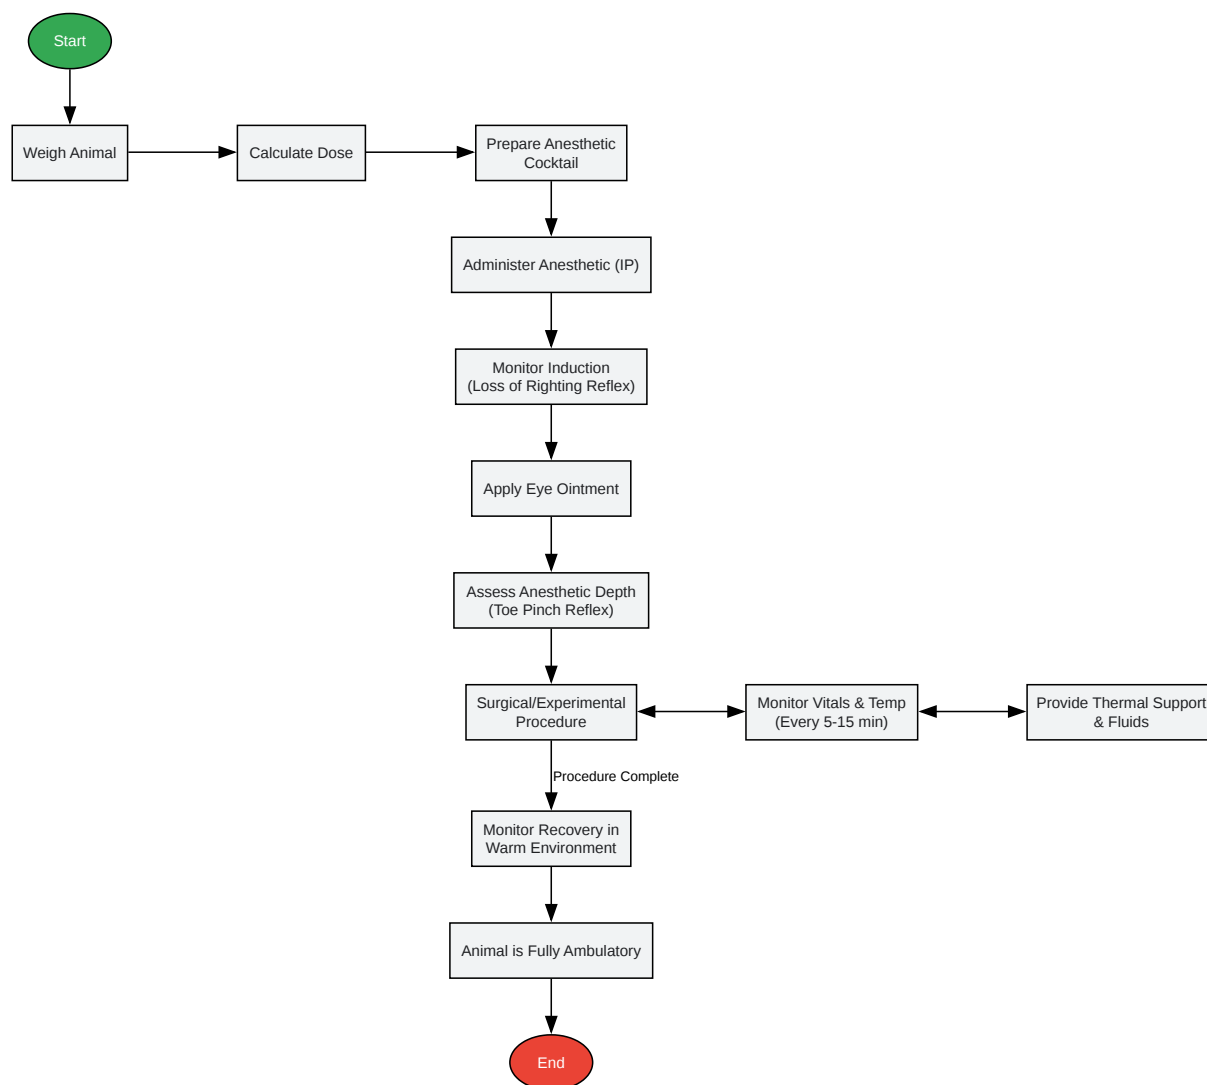 Start
Weigh Animal
Calculate Dose
Prepare Anesthetic
Cocktail
Administer Anesthetic (IP)
Monitor Induction
(Loss of Righting Reflex)
Apply Eye Ointment
Assess Anesthetic Depth
(Toe Pinch Reflex)
Surgical/Experimental
Procedure
Monitor Vitals & Temp
(Every 5-15 min)
Provide Thermal Support
& Fluids
Procedure Complete
Monitor Recovery in
Warm Environment
Animal is Fully Ambulatory
End